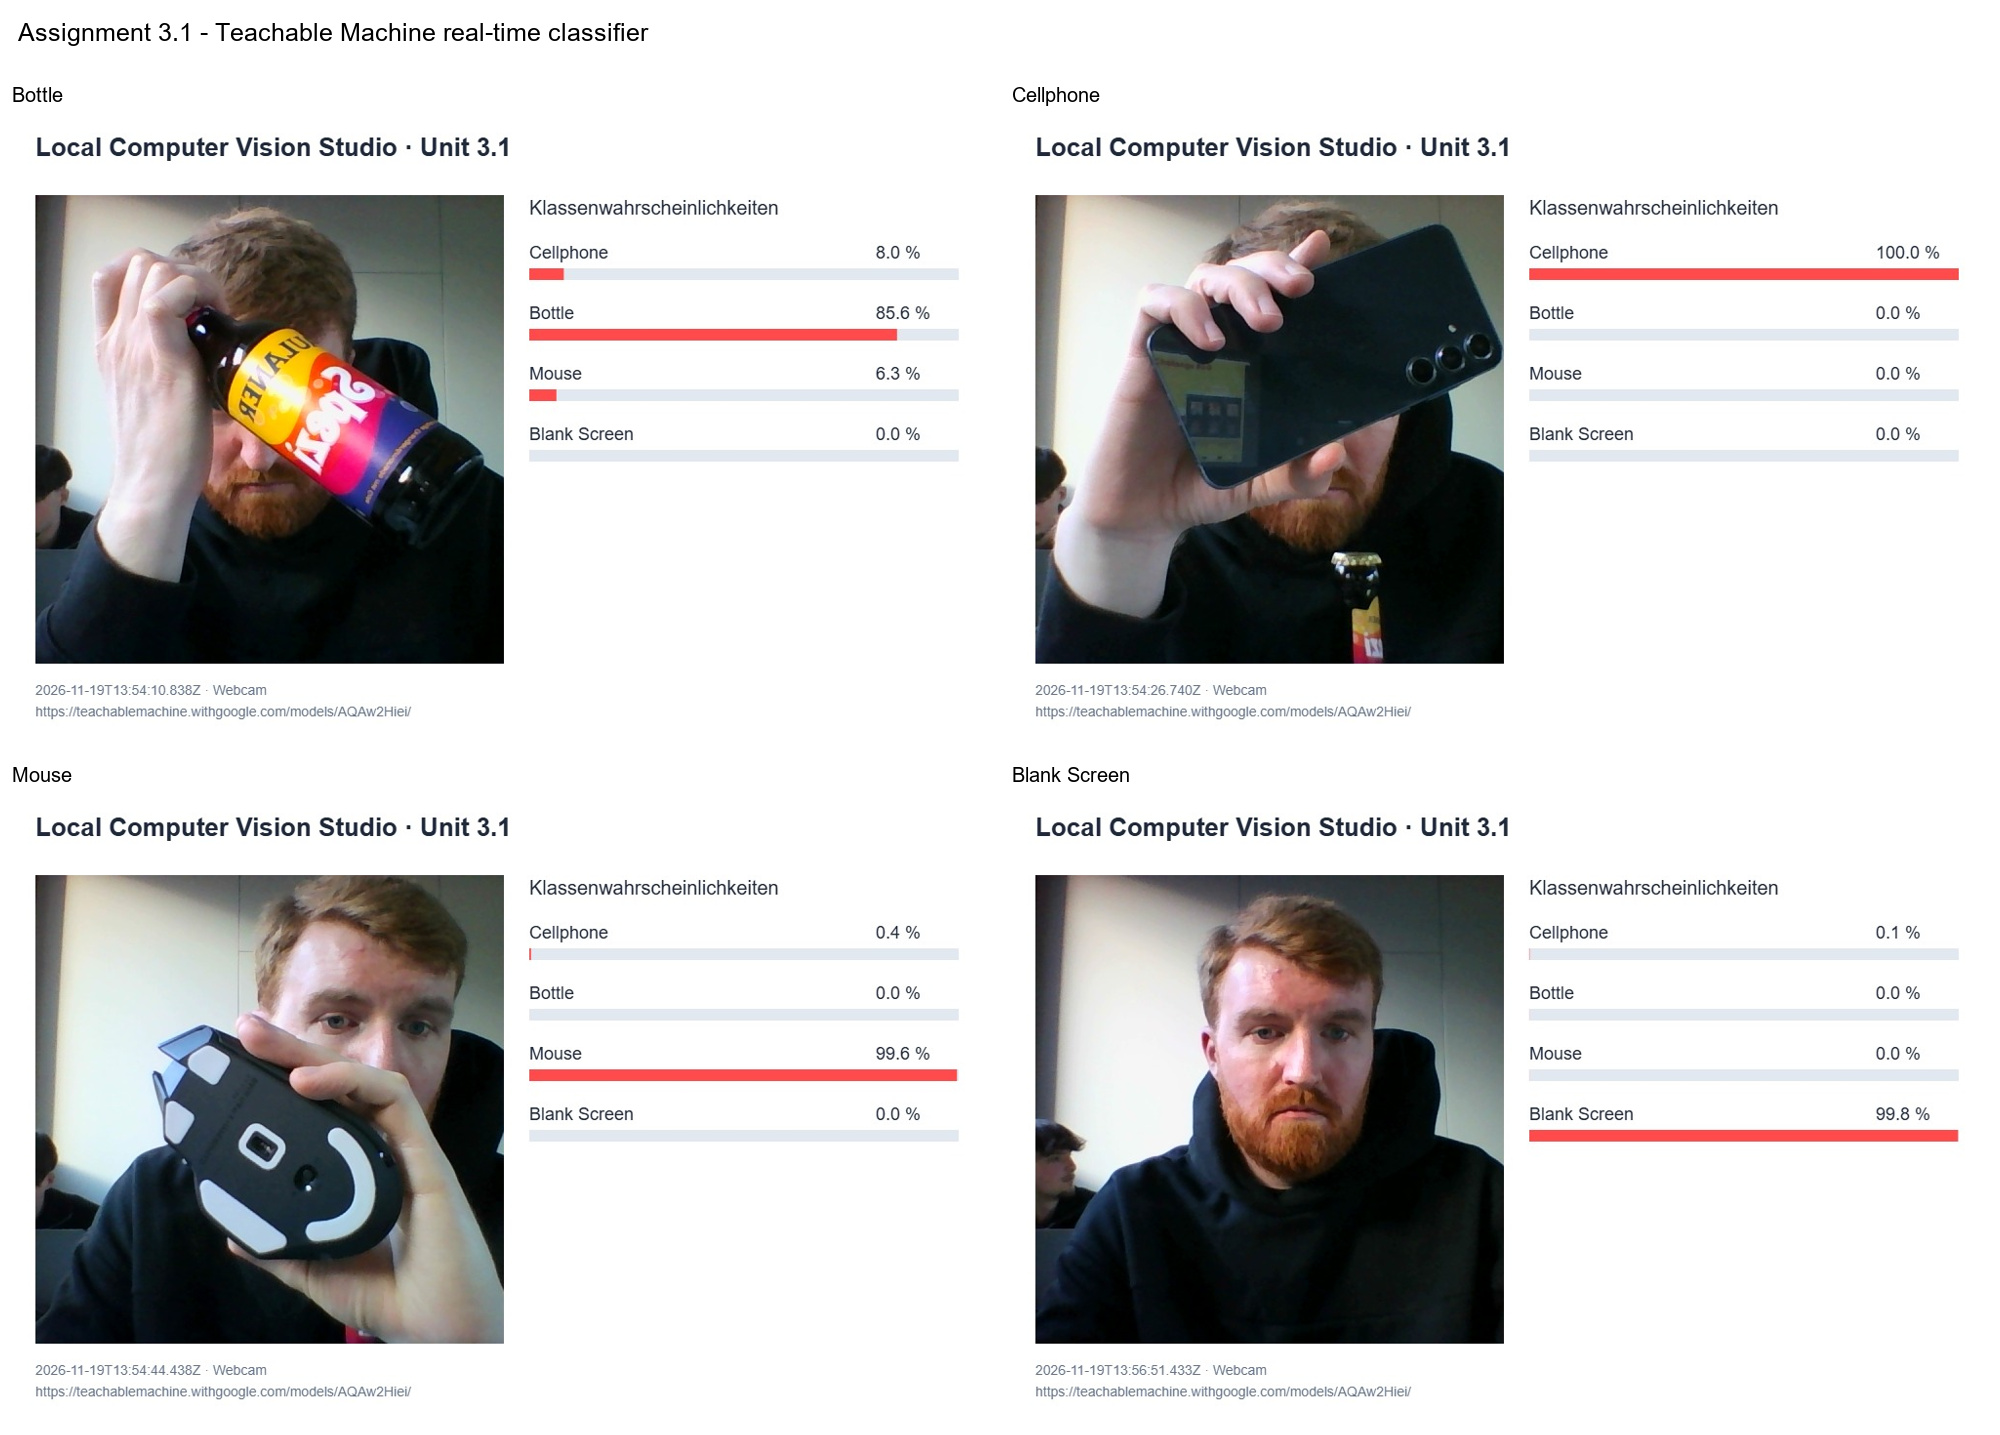 Assignment 3.1 - Teachable Machine real-time classifier
Bottle
Local Computer Vision Studio · Unit 3.1
Klassenwahrscheinlichkeiten
Cellphone 8.0 %
Bottle 85.6 %
Mouse 6.3 %
Blank Screen 0.0 %
Spezi
2026-11-19T13:54:10.838Z · Webcam
https://teachablemachine.withgoogle.com/models/AQAw2Hiei/
Cellphone
Local Computer Vision Studio · Unit 3.1
Klassenwahrscheinlichkeiten
Cellphone 100.0 %
Bottle 0.0 %
Mouse 0.0 %
Blank Screen 0.0 %
2026-11-19T13:54:26.740Z · Webcam
https://teachablemachine.withgoogle.com/models/AQAw2Hiei/
Mouse
Local Computer Vision Studio · Unit 3.1
Klassenwahrscheinlichkeiten
Cellphone 0.4 %
Bottle 0.0 %
Mouse 99.6 %
Blank Screen 0.0 %
2026-11-19T13:54:44.438Z · Webcam
https://teachablemachine.withgoogle.com/models/AQAw2Hiei/
Blank Screen
Local Computer Vision Studio · Unit 3.1
Klassenwahrscheinlichkeiten
Cellphone 0.1 %
Bottle 0.0 %
Mouse 0.0 %
Blank Screen 99.8 %
2026-11-19T13:56:51.433Z · Webcam
https://teachablemachine.withgoogle.com/models/AQAw2Hiei/